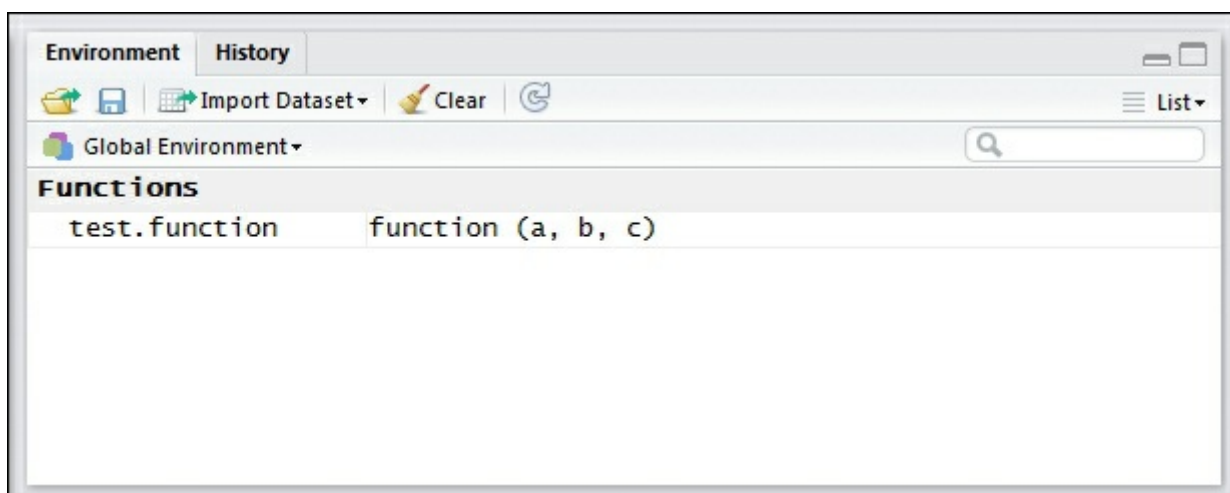 Environment History
Import Dataset Clear List
Global Environment
Functions
test.function function (a, b, c)